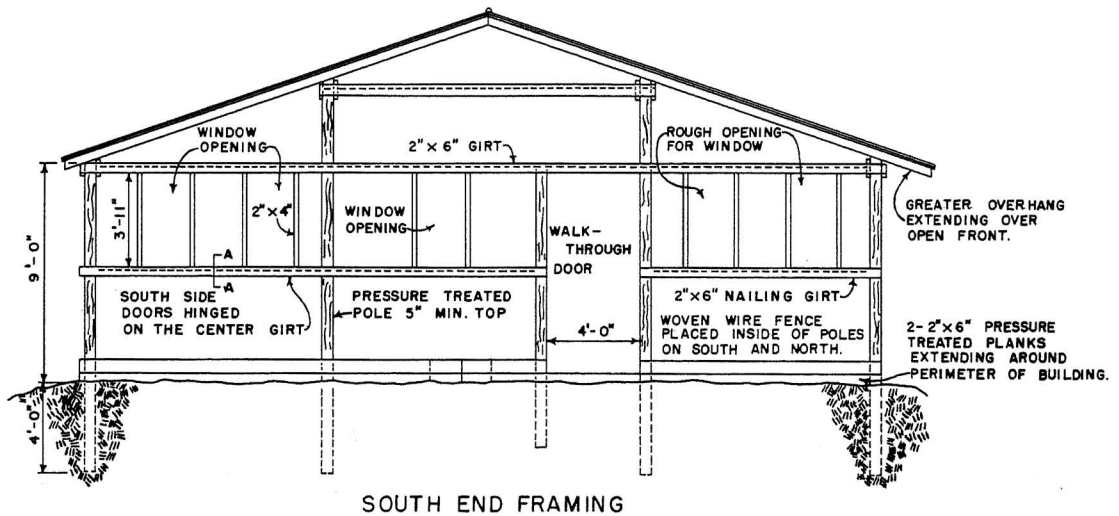 WINDOW
OPENING
2"×6" GIRT
ROUGH OPENING
FOR WINDOW
9'-0"
3'-11"
2"×4"
WINDOW
OPENING
WALK-
THROUGH
DOOR
GREATER OVERHANG
EXTENDING OVER
OPEN FRONT.
A
A
SOUTH SIDE
DOORS HINGED
ON THE CENTER GIRT
PRESSURE TREATED
POLE 5" MIN. TOP
4'-0"
2"×6" NAILING GIRT
WOVEN WIRE FENCE
PLACED INSIDE OF POLES
ON SOUTH AND NORTH.
2-2"×6" PRESSURE
TREATED PLANKS
EXTENDING AROUND
PERIMETER OF BUILDING.
4'-0"
SOUTH END FRAMING